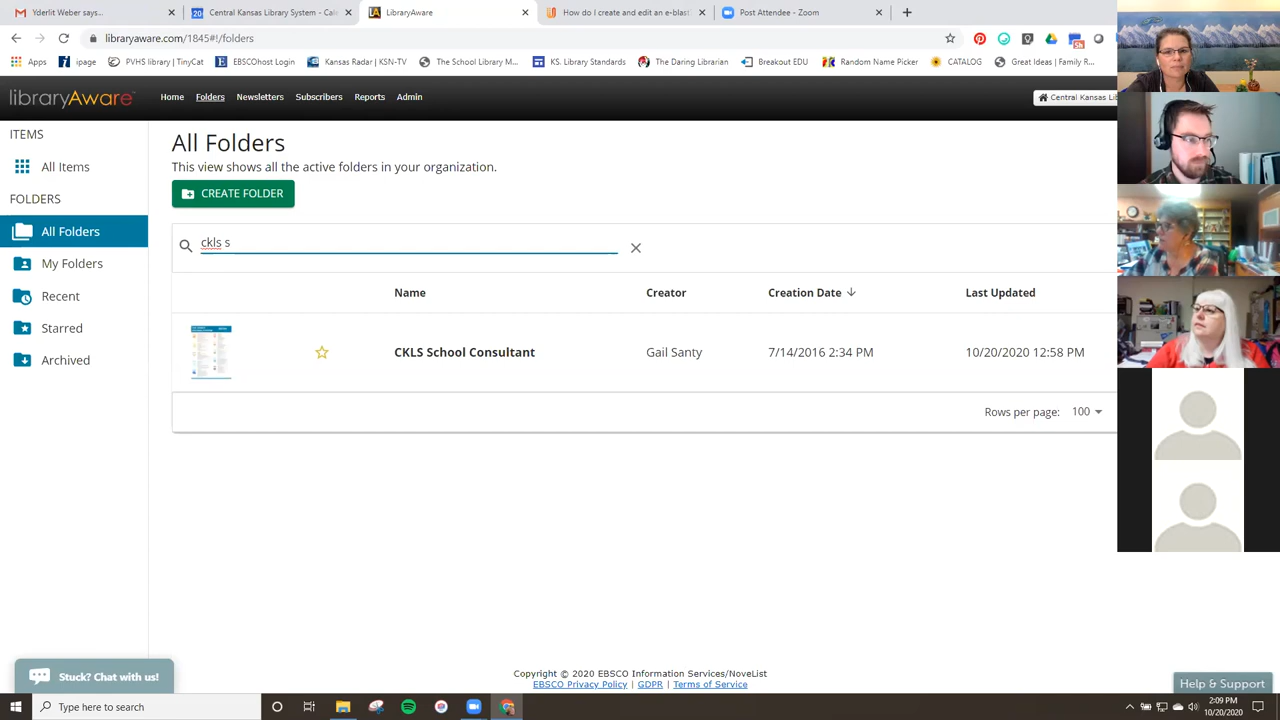 Yderlit Weber says…
Central Kansas Library System - Cale
LibraryAware
How do I create and edit an e-blast
Post Attendee - Zoom
libraryaware.com/1845#!/folders
Apps
ipage
PVHS library | TinyCat
EBSCOhost Login
Kansas Radar | KSN-TV
The School Library M...
KS. Library Standards
The Daring Librarian
Breakout EDU
Random Name Picker
CATALOG
Great Ideas | Family R...
libraryAware
Home
Folders
Newsletters
Subscribers
Reports
Admin
Central Kansas Lib
ITEMS
All Items
FOLDERS
All Folders
My Folders
Recent
Starred
Archived
All Folders
This view shows all the active folders in your organization.
CREATE FOLDER
ckls s
Name Creator Creation Date Last Updated
CKLS School Consultant Gail Santy 7/14/2016 2:34 PM 10/20/2020 12:58 PM
Rows per page: 100
Copyright © 2020 EBSCO Information Services/NoveList
EBSCO Privacy Policy | GDPR | Terms of Service
Stuck? Chat with us!
Help & Support
Type here to search
2:09 PM
10/20/2020